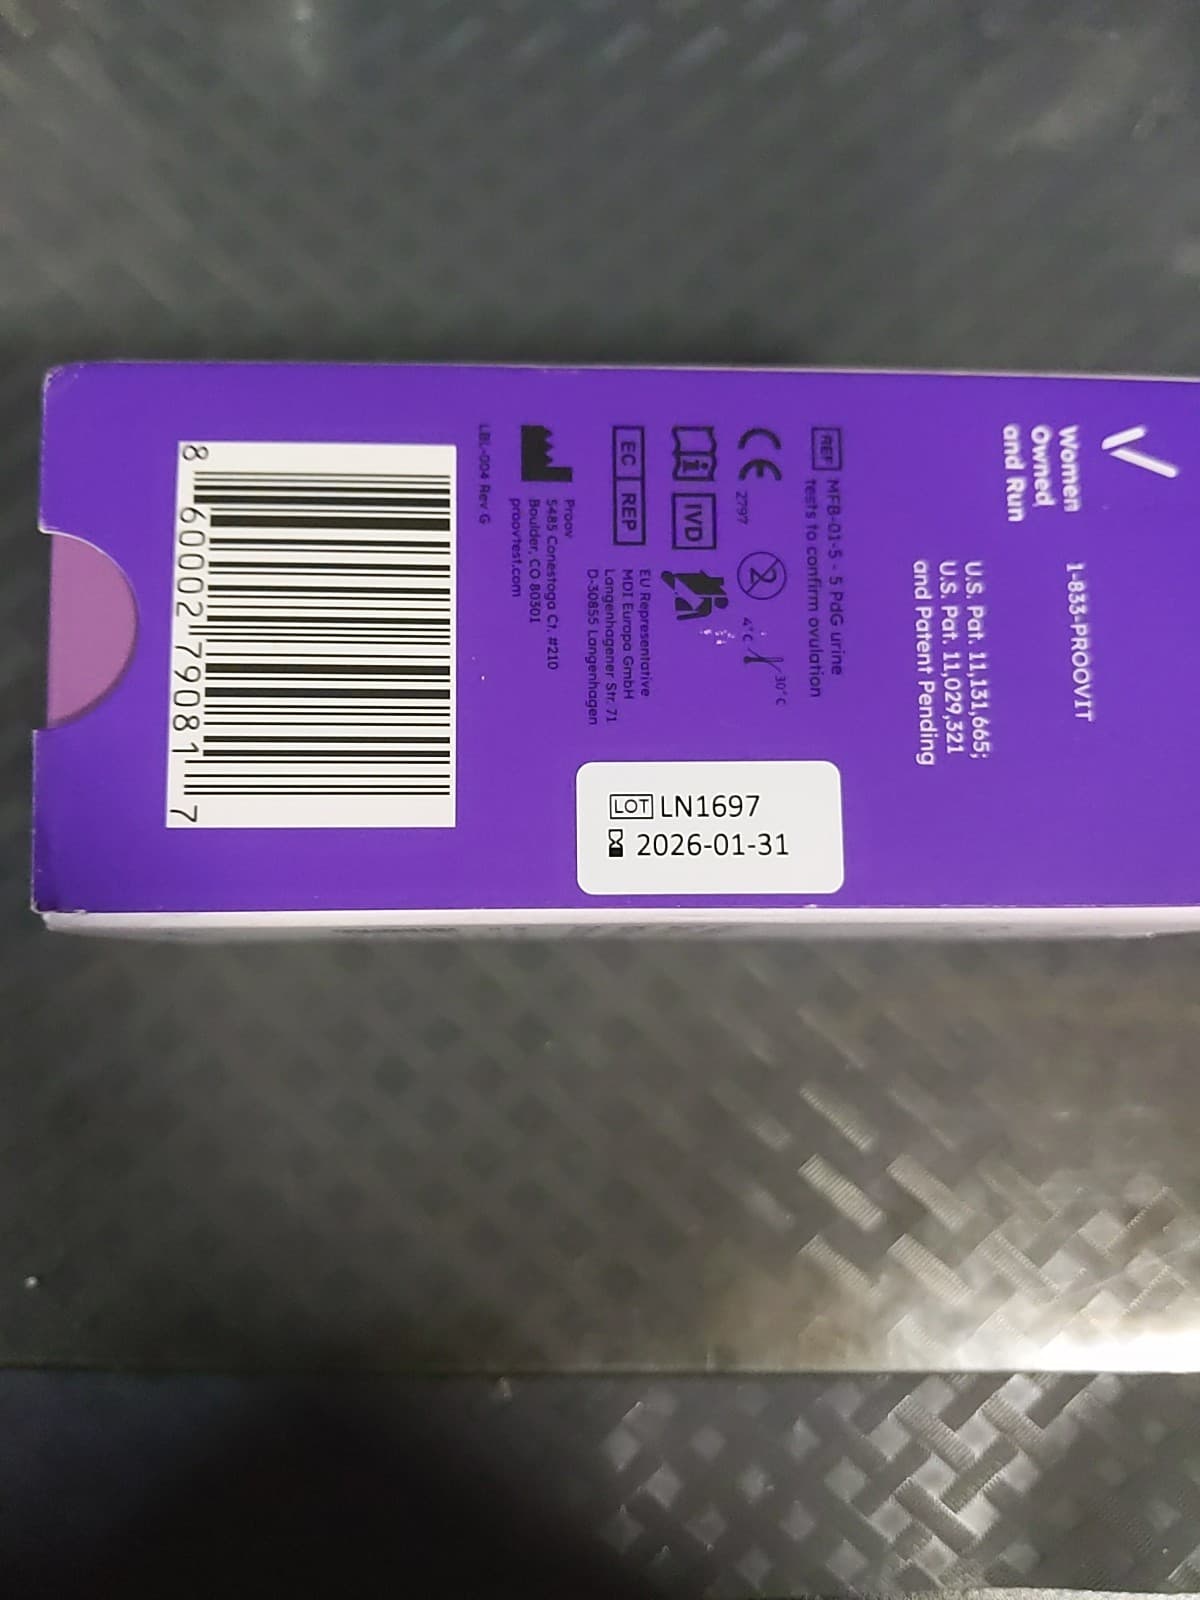 Women
Owned
and Run
1-833-PROOVIT
U.S. Pat. 11,131,665;
U.S. Pat. 11,029,321
and Patent Pending
REF MFB-01-5 - 5 PdG urine
tests to confirm ovulation
CE 2797
2
4°C
30°C
i IVD
EC REP
EU Representative
MDI Europa GmbH
Langenhagener Str. 71
D-30855 Langenhagen
Proov
5485 Conestoga Ct. #210
Boulder, CO 80301
proovtest.com
LBL-004 Rev G
8 60002 79081 7
LOT LN1697
2026-01-31